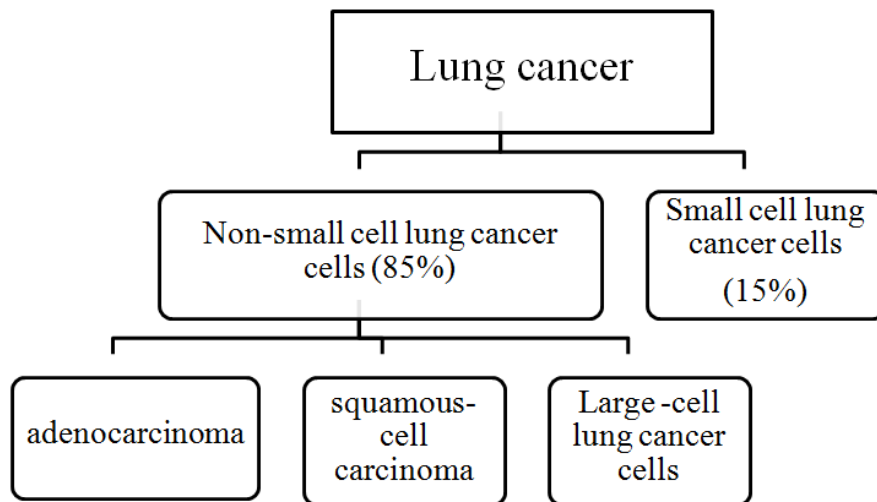 Lung cancer
Non-small cell lung cancer
cells (85%)
Small cell lung
cancer cells
(15%)
adenocarcinoma
squamous-
cell
carcinoma
Large -cell
lung cancer
cells